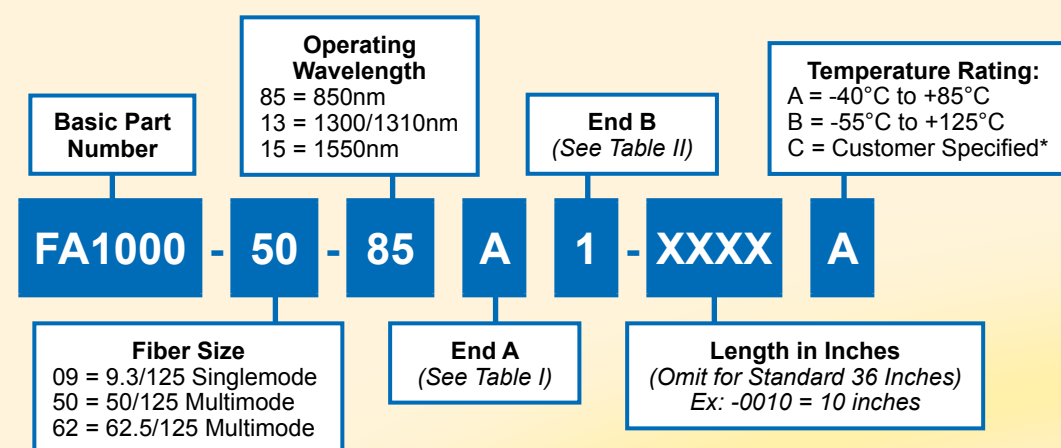 Operating
Wavelength
85 = 850nm
13 = 1300/1310nm
15 = 1550nm
Temperature Rating:
A = -40°C to +85°C
B = -55°C to +125°C
C = Customer Specified*
Basic Part
Number
End B
(See Table II)
FA1000 - 50 - 85 A 1 - XXXX A
Fiber Size
09 = 9.3/125 Singlemode
50 = 50/125 Multimode
62 = 62.5/125 Multimode
End A
(See Table I)
Length in Inches
(Omit for Standard 36 Inches)
Ex: -0010 = 10 inches